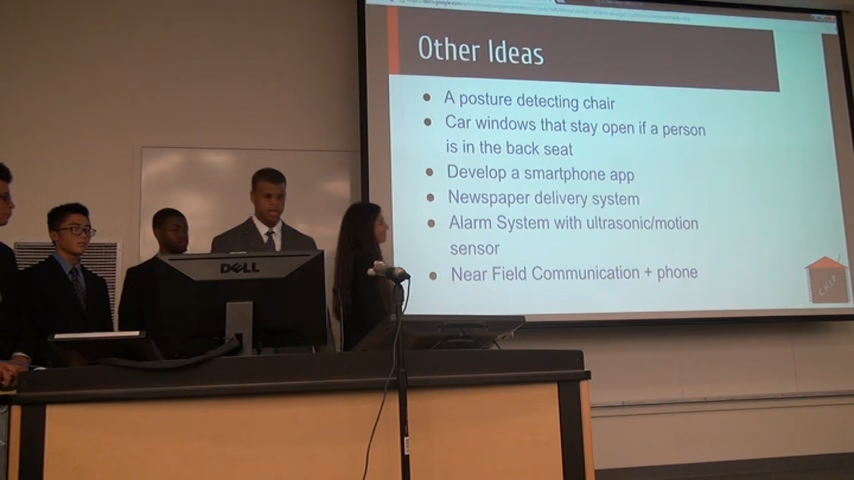 Other Ideas
● A posture detecting chair
● Car windows that stay open if a person
is in the back seat
● Develop a smartphone app
● Newspaper delivery system
● Alarm System with ultrasonic/motion
sensor
● Near Field Communication + phone
CHIP
DELL